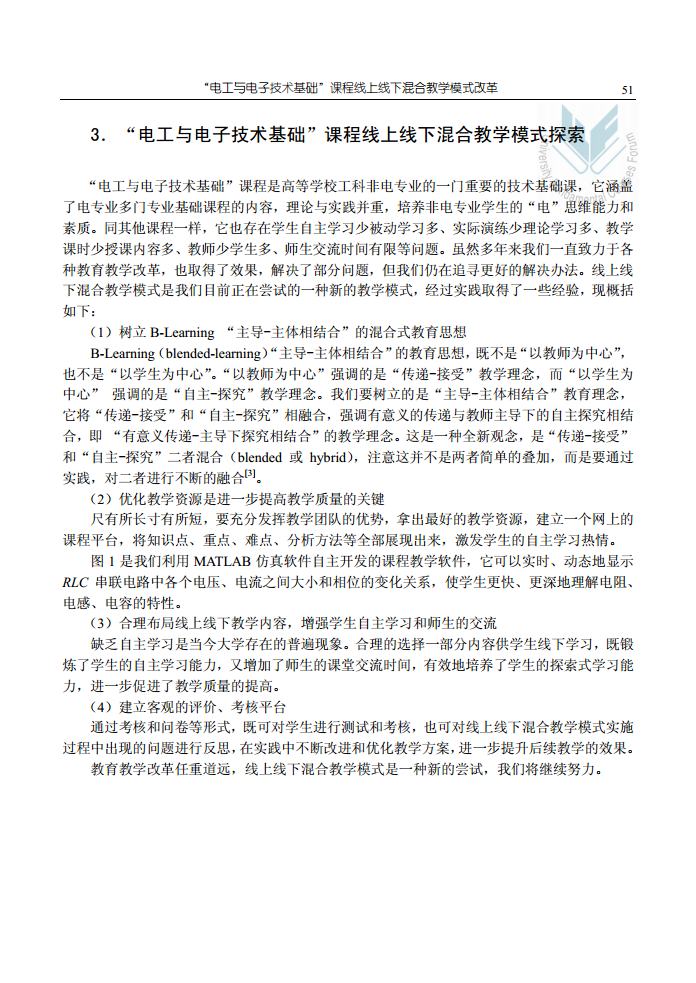 “电工与电子技术基础”课程线上线下混合教学模式改革 51
3．“电工与电子技术基础”课程线上线下混合教学模式探索
“电工与电子技术基础”课程是高等学校工科非电专业的一门重要的技术基础课，它涵盖
了电专业多门专业基础课程的内容，理论与实践并重，培养非电专业学生的“电”思维能力和
素质。同其他课程一样，它也存在学生自主学习少被动学习多、实际演练少理论学习多、教学
课时少授课内容多、教师少学生多、师生交流时间有限等问题。虽然多年来我们一直致力于各
种教育教学改革，也取得了效果，解决了部分问题，但我们仍在追寻更好的解决办法。线上线
下混合教学模式是我们目前正在尝试的一种新的教学模式，经过实践取得了一些经验，现概括
如下：
（1）树立 B-Learning “主导-主体相结合”的混合式教育思想
B-Learning（blended-learning）“主导-主体相结合”的教育思想，既不是“以教师为中心”，
也不是“以学生为中心”。“以教师为中心”强调的是“传递-接受”教学理念，而“以学生为
中心” 强调的是“自主-探究”教学理念。我们要树立的是“主导-主体相结合”教育理念，
它将“传递-接受”和“自主-探究”相融合，强调有意义的传递与教师主导下的自主探究相结
合，即 “有意义传递-主导下探究相结合”的教学理念。这是一种全新观念，是“传递-接受”
和“自主-探究”二者混合（blended 或 hybrid），注意这并不是两者简单的叠加，而是要通过
实践，对二者进行不断的融合[3]。
（2）优化教学资源是进一步提高教学质量的关键
尺有所长寸有所短，要充分发挥教学团队的优势，拿出最好的教学资源，建立一个网上的
课程平台，将知识点、重点、难点、分析方法等全部展现出来，激发学生的自主学习热情。
图 1 是我们利用 MATLAB 仿真软件自主开发的课程教学软件，它可以实时、动态地显示
RLC 串联电路中各个电压、电流之间大小和相位的变化关系，使学生更快、更深地理解电阻、
电感、电容的特性。
（3）合理布局线上线下教学内容，增强学生自主学习和师生的交流
缺乏自主学习是当今大学存在的普遍现象。合理的选择一部分内容供学生线下学习，既锻
炼了学生的自主学习能力，又增加了师生的课堂交流时间，有效地培养了学生的探索式学习能
力，进一步促进了教学质量的提高。
（4）建立客观的评价、考核平台
通过考核和问卷等形式，既可对学生进行测试和考核，也可对线上线下混合教学模式实施
过程中出现的问题进行反思，在实践中不断改进和优化教学方案，进一步提升后续教学的效果。
教育教学改革任重道远，线上线下混合教学模式是一种新的尝试，我们将继续努力。